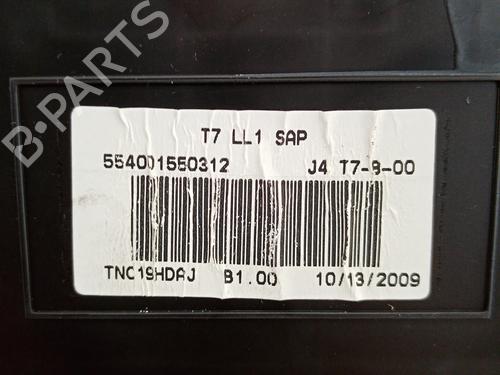 B-PARTS
T7 LL1 SAP
554001550312 J4 T7-8-00
TNC19HDAJ B1.00 10/13/2009